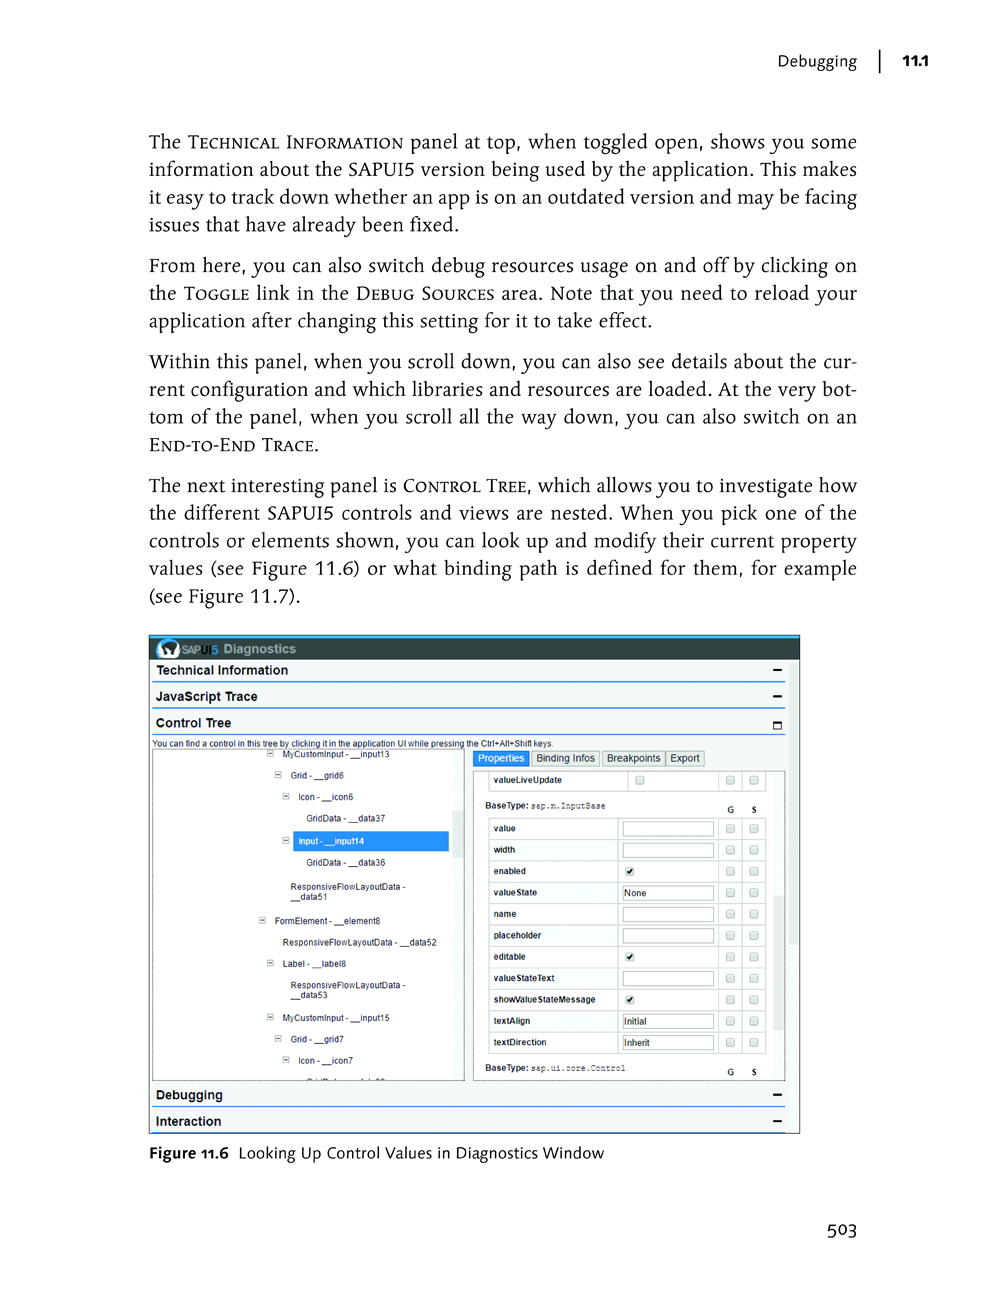 Debugging | 11.1
The Technical Information panel at top, when toggled open, shows you some
information about the SAPUI5 version being used by the application. This makes
it easy to track down whether an app is on an outdated version and may be facing
issues that have already been fixed.
From here, you can also switch debug resources usage on and off by clicking on
the Toggle link in the Debug Sources area. Note that you need to reload your
application after changing this setting for it to take effect.
Within this panel, when you scroll down, you can also see details about the cur-
rent configuration and which libraries and resources are loaded. At the very bot-
tom of the panel, when you scroll all the way down, you can also switch on an
End-to-End Trace.
The next interesting panel is Control Tree, which allows you to investigate how
the different SAPUI5 controls and views are nested. When you pick one of the
controls or elements shown, you can look up and modify their current property
values (see Figure 11.6) or what binding path is defined for them, for example
(see Figure 11.7).
SAPUI5 Diagnostics
Technical Information
JavaScript Trace
Control Tree
You can find a control in this tree by clicking it in the application UI while pressing the Ctrl+Alt+Shift keys.
MyCustomInput - __input13
Grid - __grid6
Icon - __icon6
GridData - __data37
Input - __input14
GridData - __data36
ResponsiveFlowLayoutData -
__data51
FormElement - __element8
ResponsiveFlowLayoutData - __data52
Label - __label8
ResponsiveFlowLayoutData -
__data53
MyCustomInput - __input15
Grid - __grid7
Icon - __icon7
Properties Binding Infos Breakpoints Export
valueLiveUpdate
BaseType: sap.m.InputBase G S
value
width
enabled
valueState None
name
placeholder
editable
valueStateText
showValueStateMessage
textAlign Initial
textDirection Inherit
BaseType: sap.ui.core.Control G S
Debugging
Interaction
Figure 11.6 Looking Up Control Values in Diagnostics Window
503